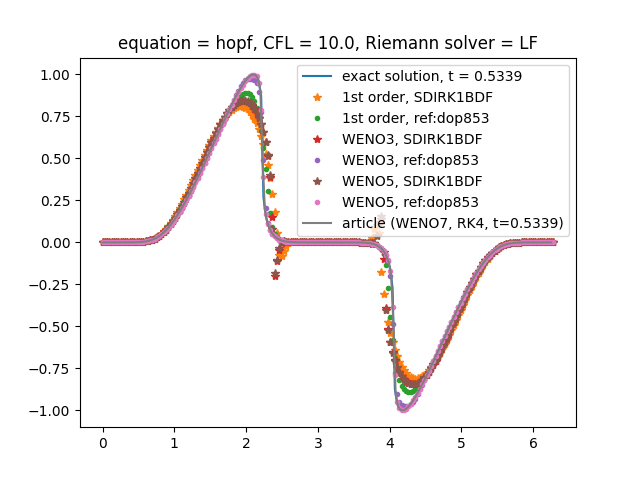 equation = hopf, CFL = 10.0, Riemann solver = LF
exact solution, t = 0.5339
1st order, SDIRK1BDF
1st order, ref:dop853
WENO3, SDIRK1BDF
WENO3, ref:dop853
WENO5, SDIRK1BDF
WENO5, ref:dop853
article (WENO7, RK4, t=0.5339)
1.00
0.75
0.50
0.25
0.00
−0.25
−0.50
−0.75
−1.00
0 1 2 3 4 5 6